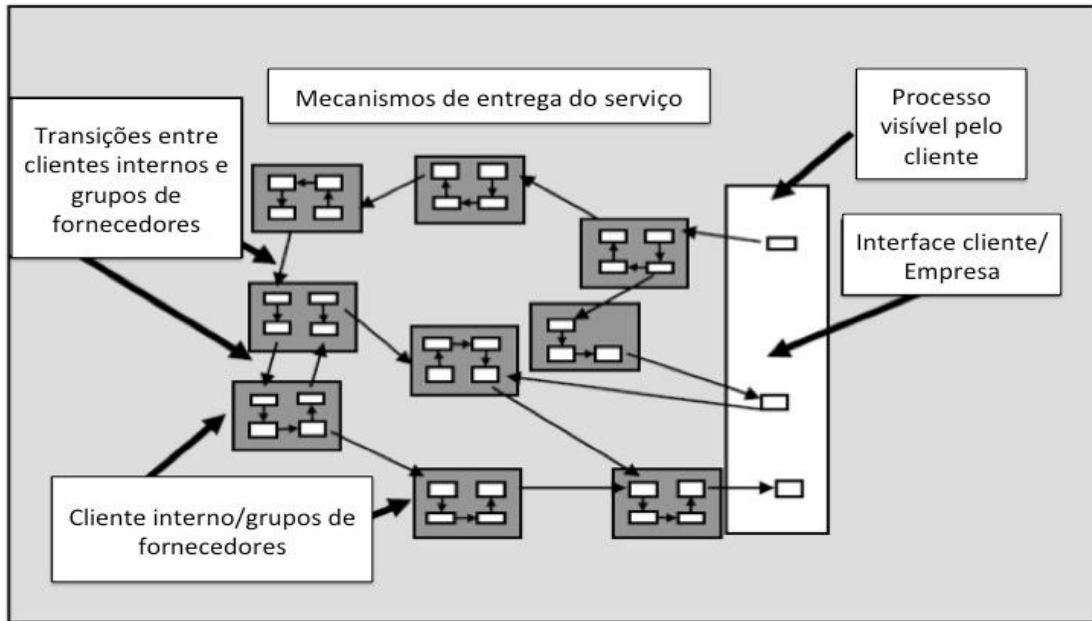 Mecanismos de entrega do serviço
Processo
visível pelo
cliente
Transições entre
clientes internos e
grupos de
fornecedores
Interface cliente/
Empresa
Cliente interno/grupos de
fornecedores